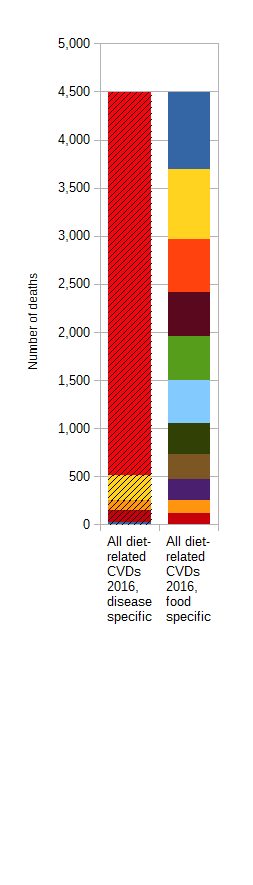 5,000
4,500
4,000
3,500
3,000
2,500
2,000
1,500
1,000
500
0
Number of deaths
All diet-
related
CVDs
2016,
disease
specific
All diet-
related
CVDs
2016,
food
specific